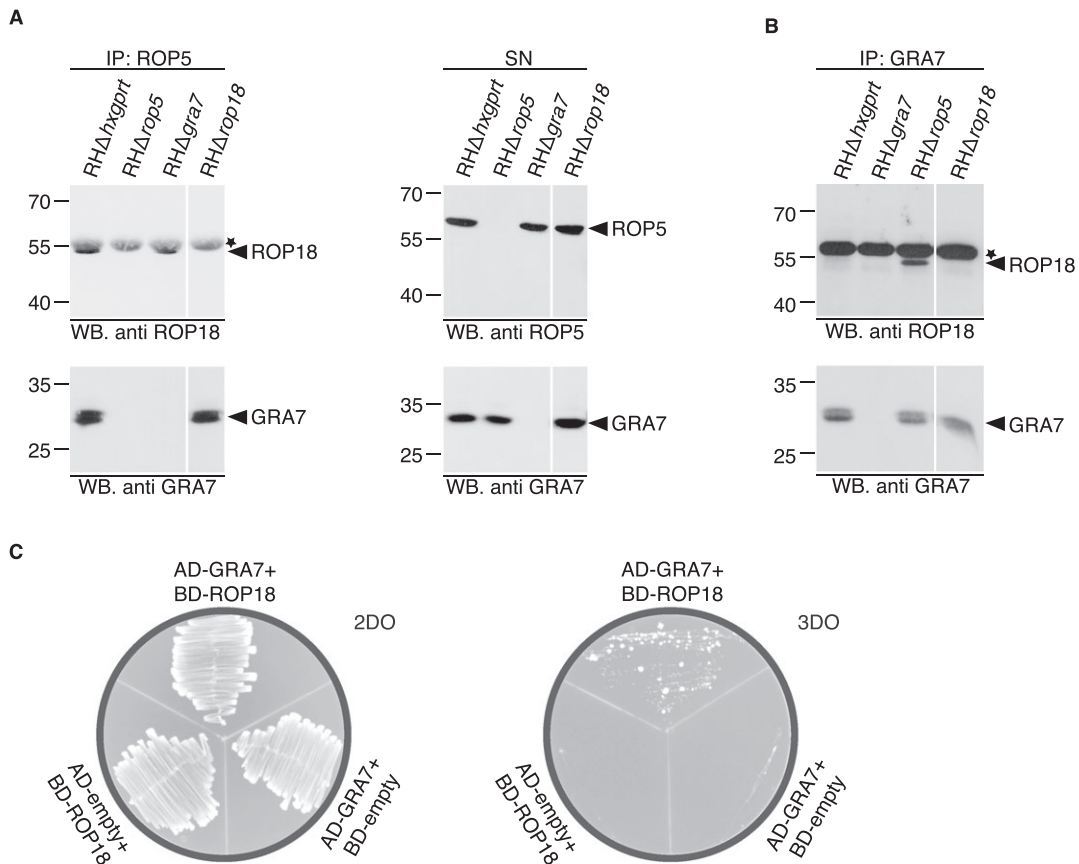 A
B
IP: ROP5
SN
IP: GRA7
RHΔhxgprt
RHΔrop5
RHΔgra7
RHΔrop18
RHΔhxgprt
RHΔrop5
RHΔgra7
RHΔrop18
RHΔhxgprt
RHΔgra7
RHΔrop5
RHΔrop18
70
55
40
ROP18
WB. anti ROP18
70
55
40
ROP5
WB. anti ROP5
70
55
40
ROP18
WB. anti ROP18
35
25
GRA7
WB. anti GRA7
35
25
GRA7
WB. anti GRA7
35
25
GRA7
WB. anti GRA7
C
AD-GRA7+
BD-ROP18
2DO
AD-empty+
BD-ROP18
AD-GRA7+
BD-empty
AD-GRA7+
BD-ROP18
3DO
AD-empty+
BD-ROP18
AD-GRA7+
BD-empty